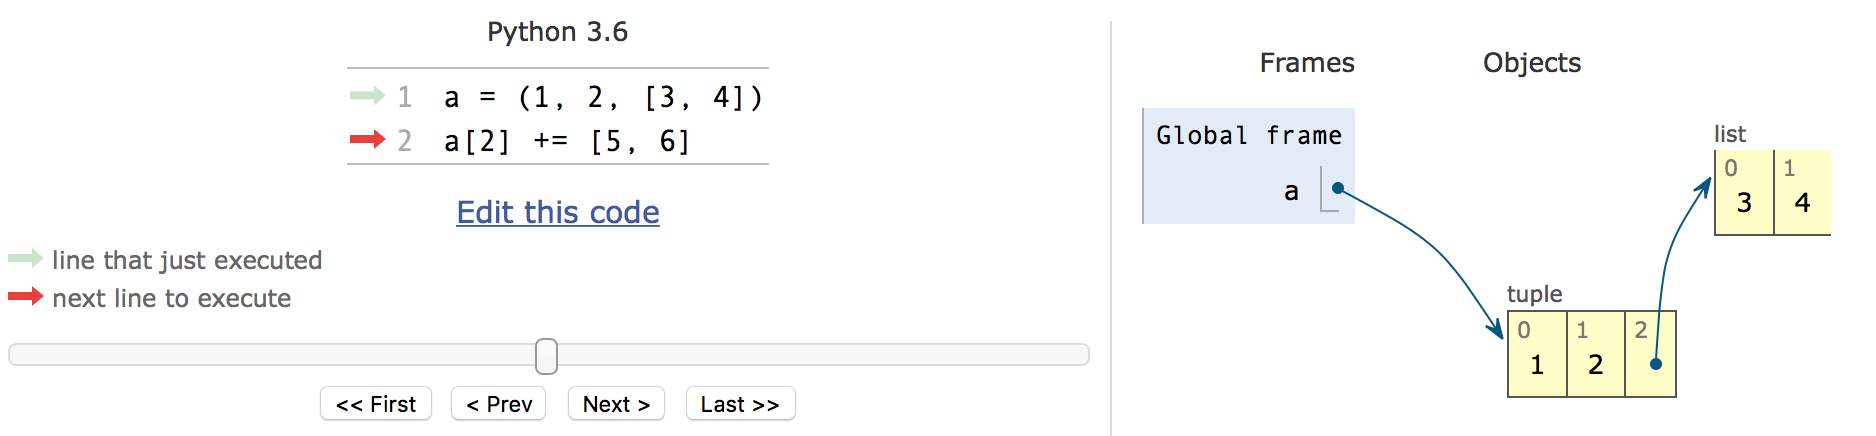 Python 3.6
1 a = (1, 2, [3, 4])
2 a[2] += [5, 6]
Edit this code
line that just executed
next line to execute
<< First < Prev Next > Last >>
Frames Objects
Global frame
a
list
0 1
3 4
tuple
0 1 2
1 2